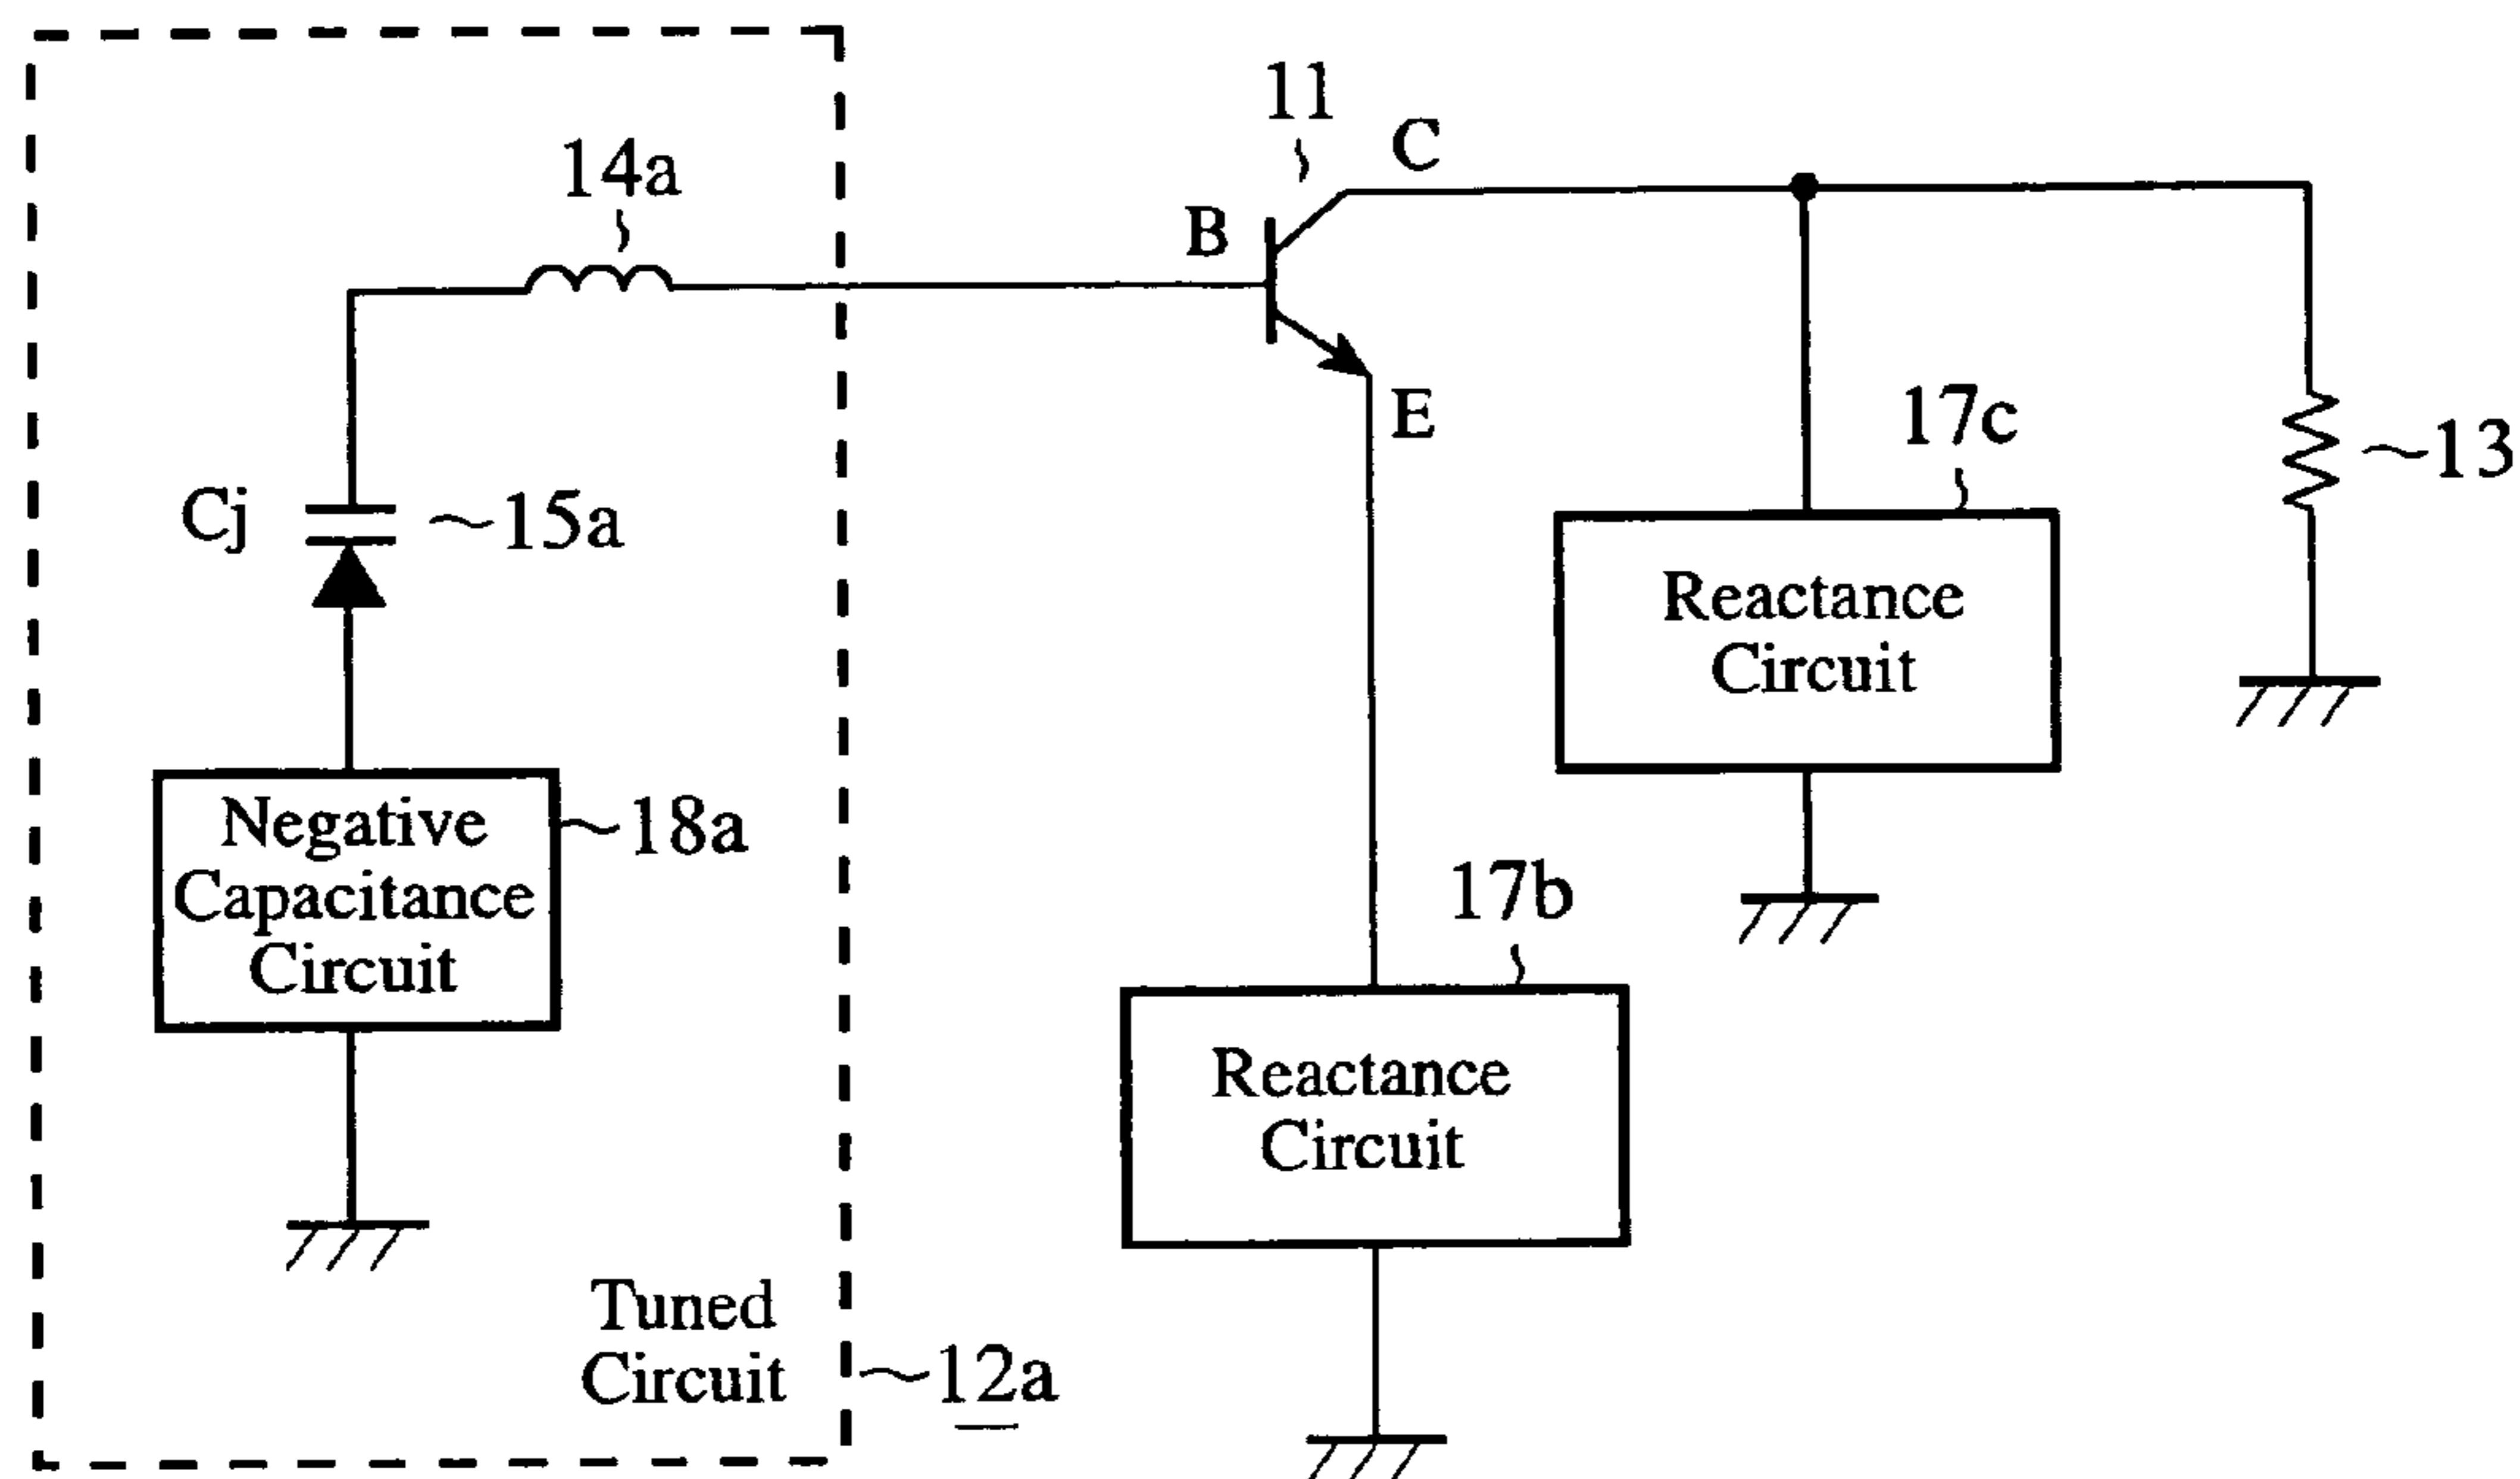 11
C
14a
B
E
17c
13
Cj
15a
Reactance
Circuit
Negative
Capacitance
Circuit
18a
17b
Reactance
Circuit
Tuned
Circuit
12a